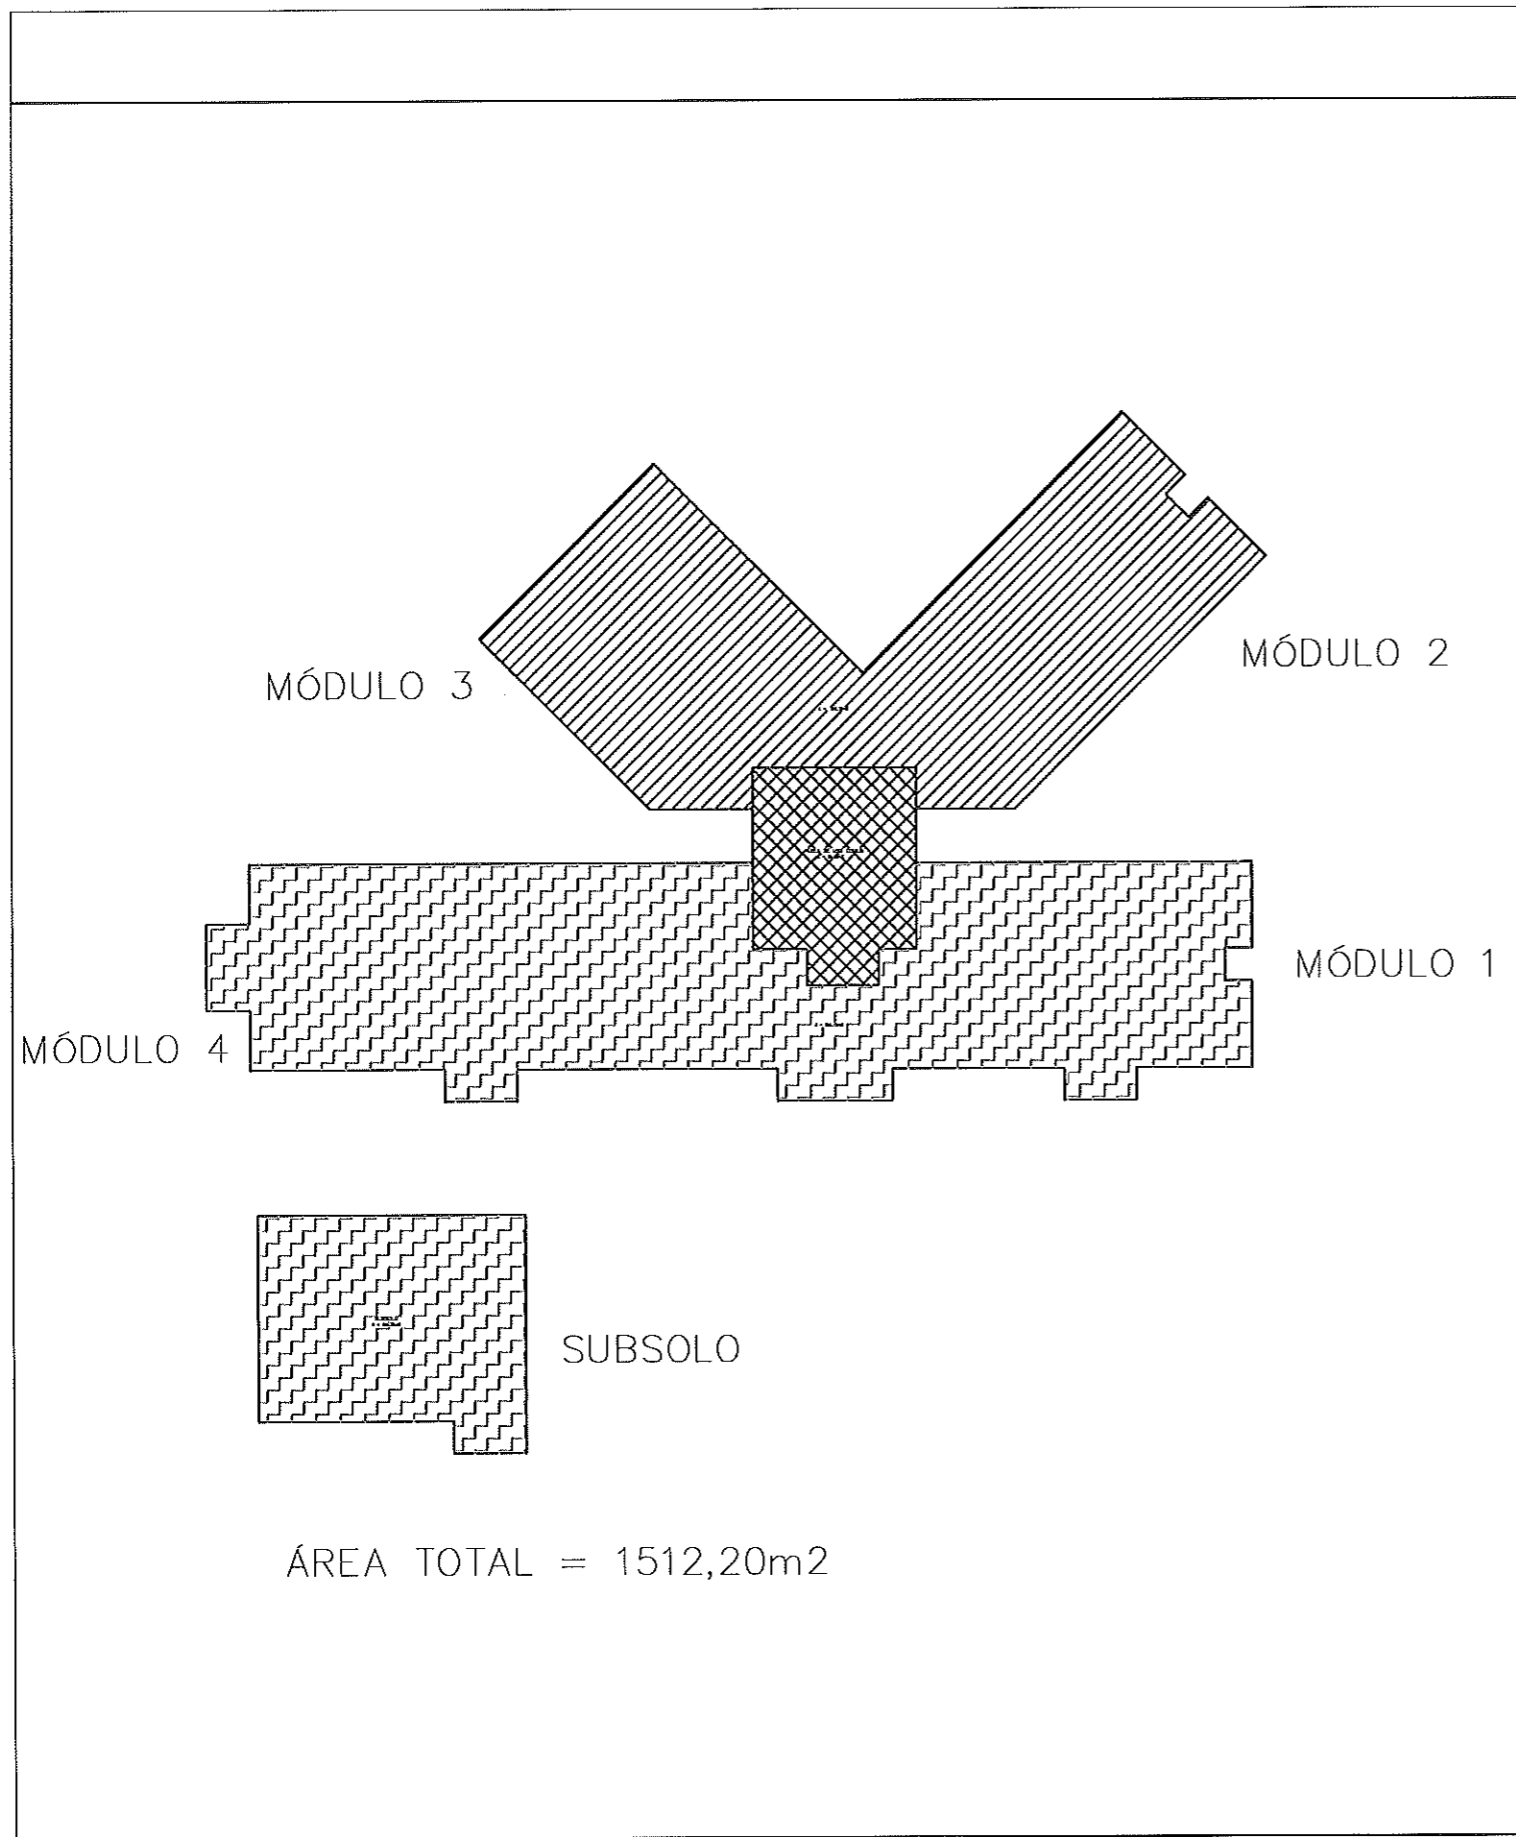 MÓDULO 2
MÓDULO 3
MÓDULO 1
MÓDULO 4
SUBSOLO
ÁREA TOTAL = 1512,20m2